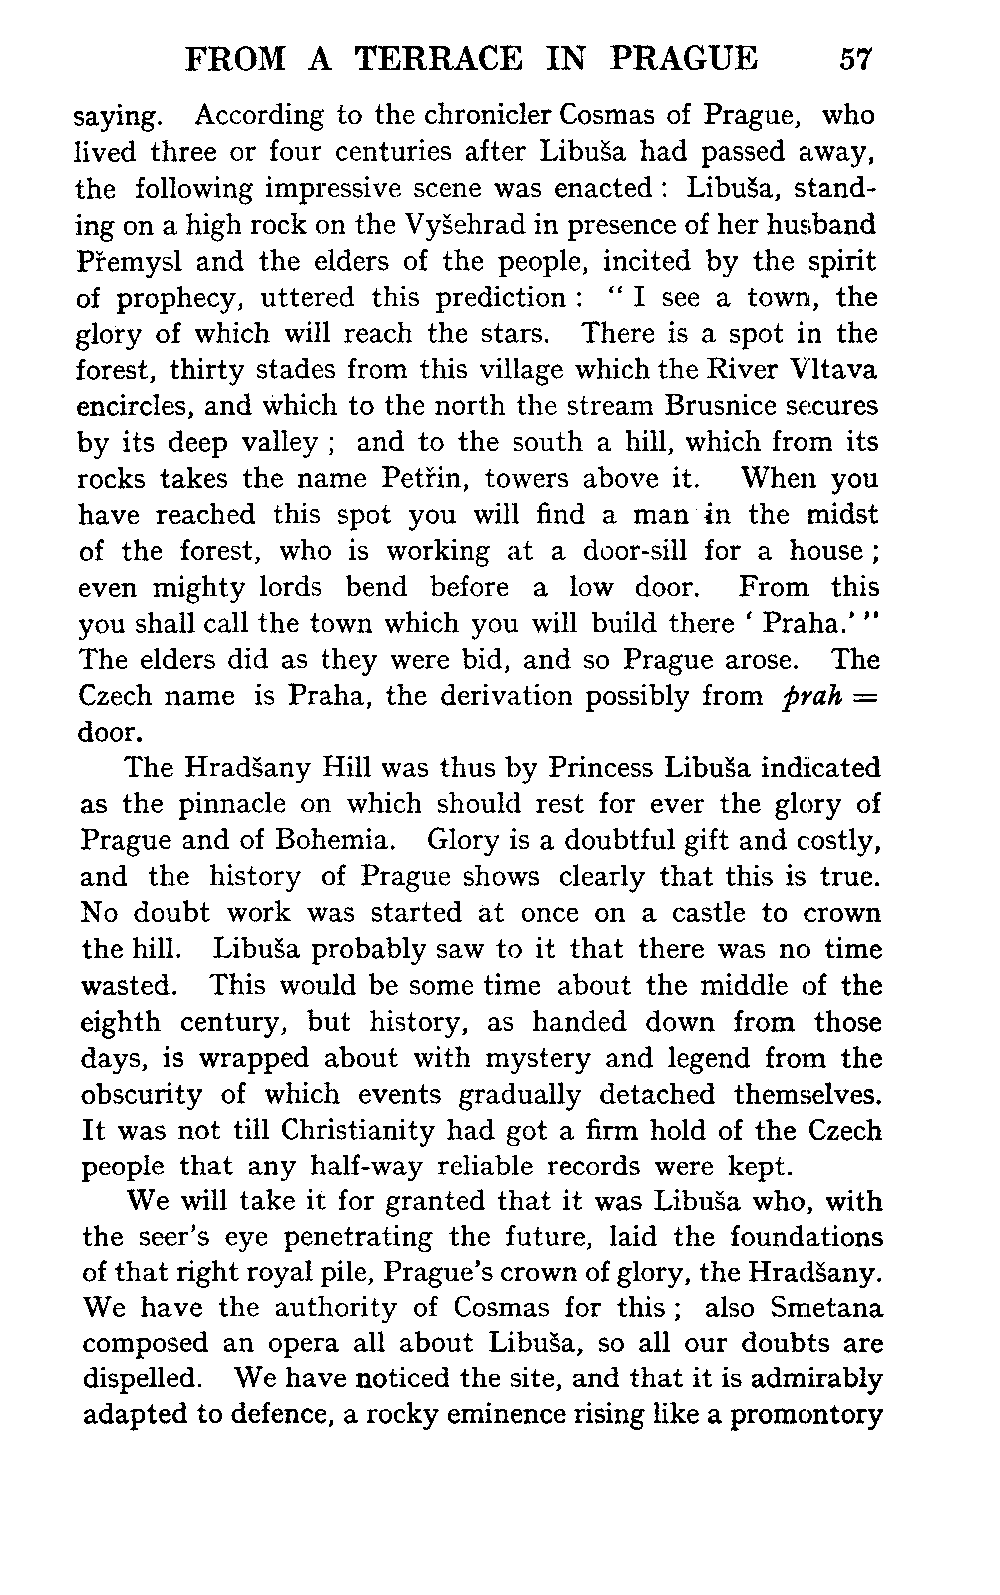 FROM A TERRACE IN PRAGUE 57
saying. According to the chronicler Cosmas of Prague, who
lived three or four centuries after Libuša had passed away,
the following impressive scene was enacted : Libuša, stand-
ing on a high rock on the Vyšehrad in presence of her husband
Přemysl and the elders of the people, incited by the spirit
of prophecy, uttered this prediction : “ I see a town, the
glory of which will reach the stars. There is a spot in the
forest, thirty stades from this village which the River Vltava
encircles, and which to the north the stream Brusnice secures
by its deep valley ; and to the south a hill, which from its
rocks takes the name Petřin, towers above it. When you
have reached this spot you will find a man in the midst
of the forest, who is working at a door-sill for a house ;
even mighty lords bend before a low door. From this
you shall call the town which you will build there ‘ Praha.’ ”
The elders did as they were bid, and so Prague arose. The
Czech name is Praha, the derivation possibly from prah =
door.
The Hradšany Hill was thus by Princess Libuša indicated
as the pinnacle on which should rest for ever the glory of
Prague and of Bohemia. Glory is a doubtful gift and costly,
and the history of Prague shows clearly that this is true.
No doubt work was started at once on a castle to crown
the hill. Libuša probably saw to it that there was no time
wasted. This would be some time about the middle of the
eighth century, but history, as handed down from those
days, is wrapped about with mystery and legend from the
obscurity of which events gradually detached themselves.
It was not till Christianity had got a firm hold of the Czech
people that any half-way reliable records were kept.
We will take it for granted that it was Libuša who, with
the seer’s eye penetrating the future, laid the foundations
of that right royal pile, Prague’s crown of glory, the Hradšany.
We have the authority of Cosmas for this ; also Smetana
composed an opera all about Libuša, so all our doubts are
dispelled. We have noticed the site, and that it is admirably
adapted to defence, a rocky eminence rising like a promontory